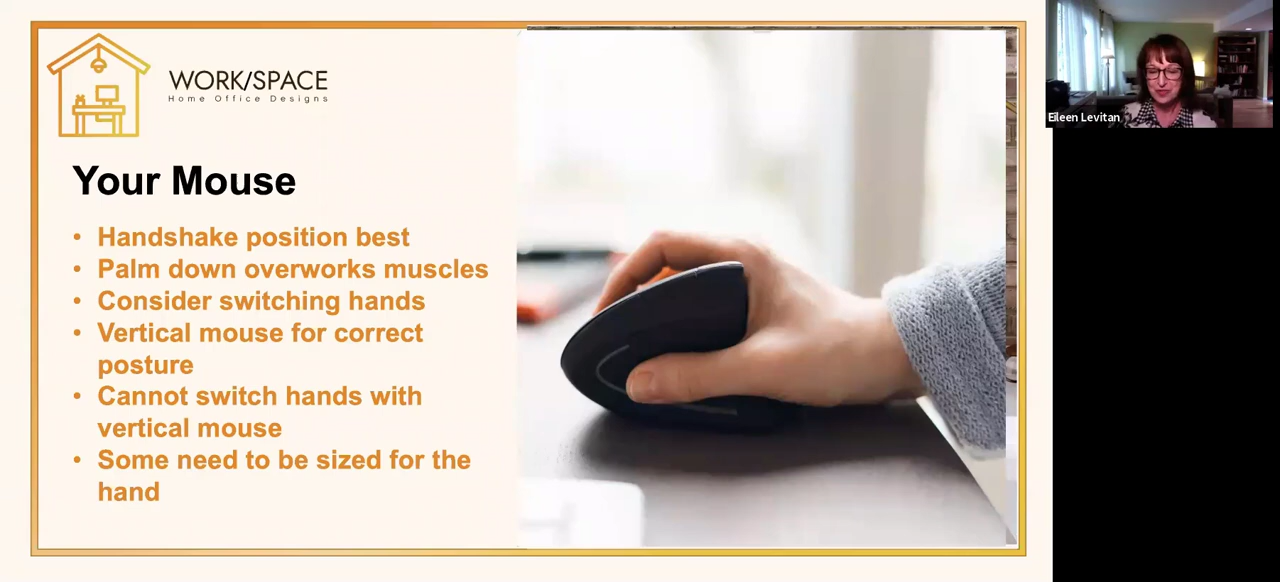 WORK/SPACE
Home Office Designs
Your Mouse
• Handshake position best
• Palm down overworks muscles
• Consider switching hands
• Vertical mouse for correct
posture
• Cannot switch hands with
vertical mouse
• Some need to be sized for the
hand
Eileen Levitan